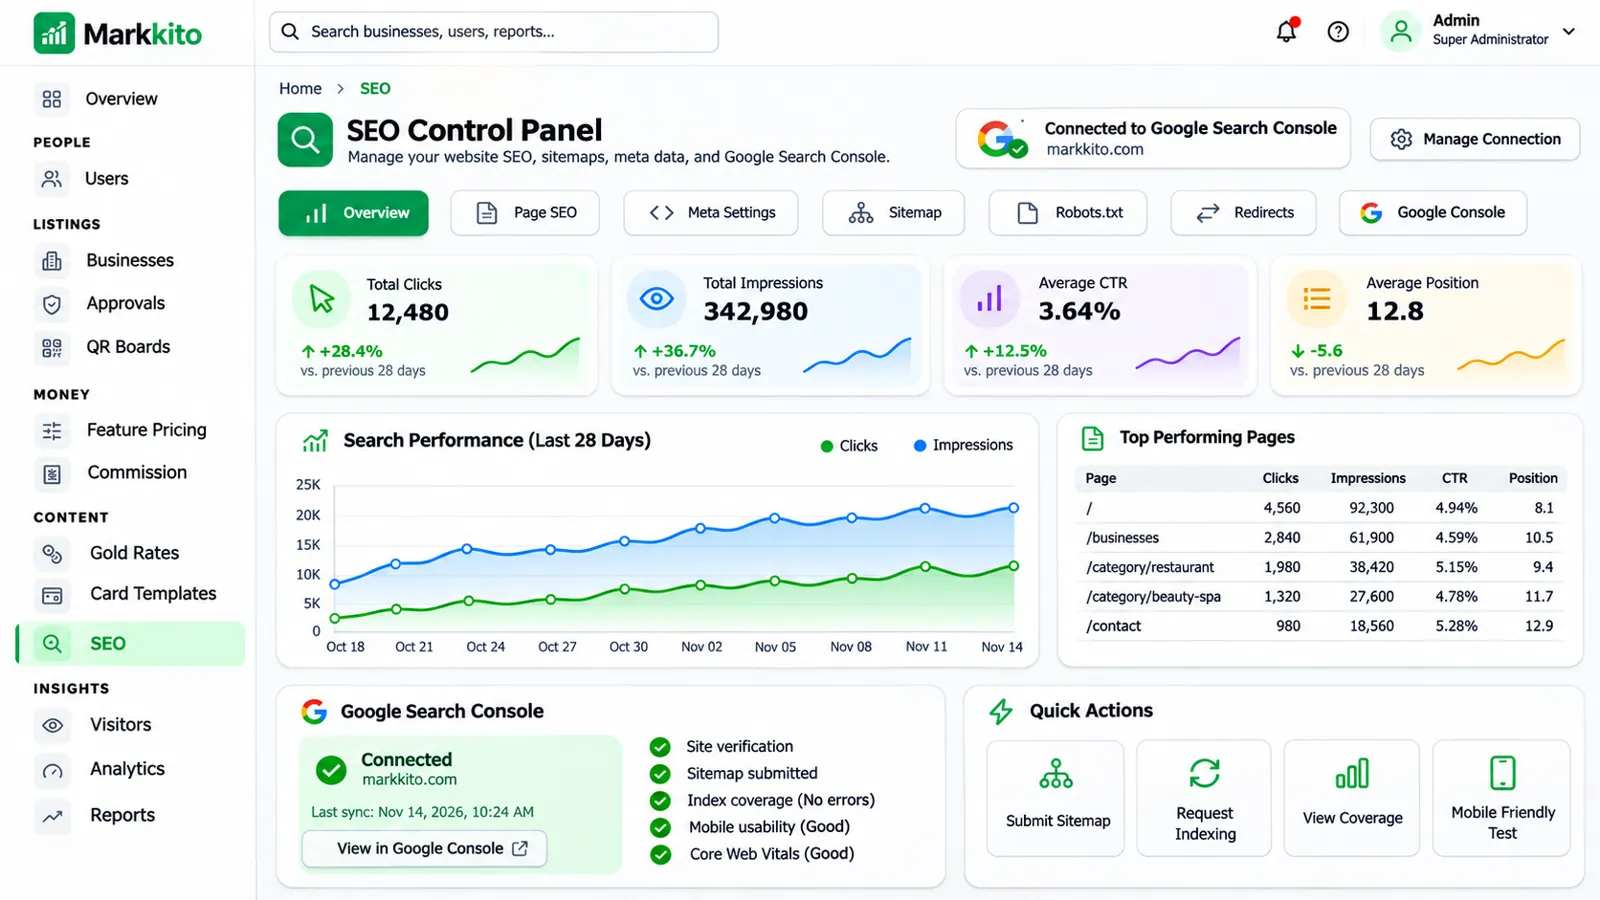 Markkito
Search businesses, users, reports...
Admin
Super Administrator
Overview
PEOPLE
Users
LISTINGS
Businesses
Approvals
QR Boards
MONEY
Feature Pricing
Commission
CONTENT
Gold Rates
Card Templates
SEO
INSIGHTS
Visitors
Analytics
Reports
Home > SEO
SEO Control Panel
Manage your website SEO, sitemaps, meta data, and Google Search Console.
Connected to Google Search Console
markkito.com
Manage Connection
Overview
Page SEO
Meta Settings
Sitemap
Robots.txt
Redirects
Google Console
Total Clicks
12,480
+28.4%
vs. previous 28 days
Total Impressions
342,980
+36.7%
vs. previous 28 days
Average CTR
3.64%
+12.5%
vs. previous 28 days
Average Position
12.8
-5.6
vs. previous 28 days
Search Performance (Last 28 Days)
Clicks
Impressions
25K
20K
15K
10K
5K
0
Oct 18 Oct 21 Oct 24 Oct 27 Oct 30 Nov 02 Nov 05 Nov 08 Nov 11 Nov 14
Top Performing Pages
Page Clicks Impressions CTR Position
/ 4,560 92,300 4.94% 8.1
/businesses 2,840 61,900 4.59% 10.5
/category/restaurant 1,980 38,420 5.15% 9.4
/category/beauty-spa 1,320 27,600 4.78% 11.7
/contact 980 18,560 5.28% 12.9
Google Search Console
Connected
markkito.com
Last sync: Nov 14, 2026, 10:24 AM
View in Google Console
Site verification
Sitemap submitted
Index coverage (No errors)
Mobile usability (Good)
Core Web Vitals (Good)
Quick Actions
Submit Sitemap
Request
Indexing
View Coverage
Mobile Friendly
Test